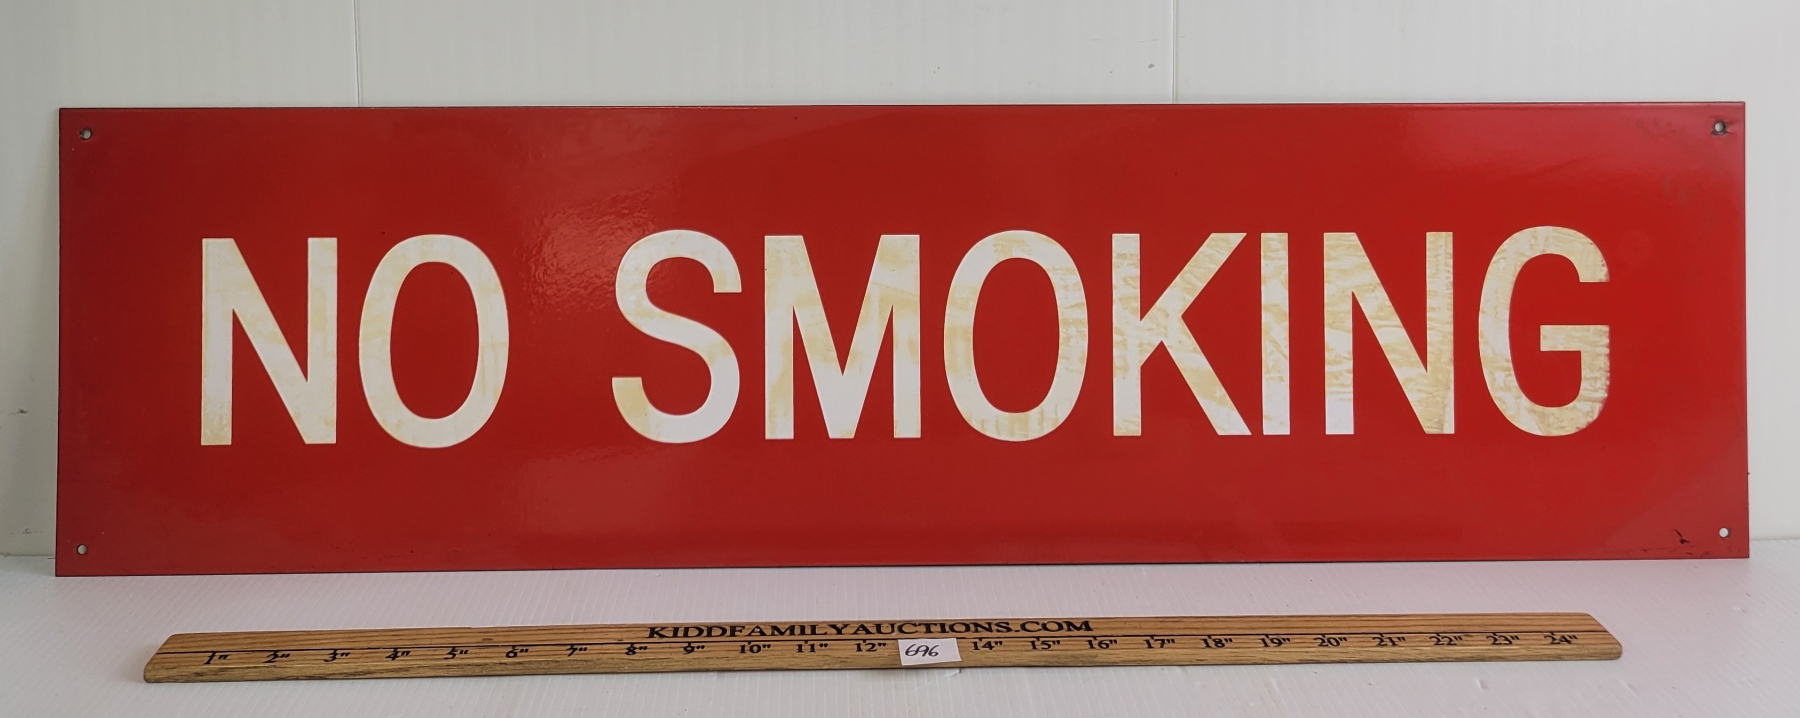 NO SMOKING
KIDDFAMILYAUCTIONS.COM
1" 2" 3" 4" 5" 6" 7" 8" 9" 10" 11" 12" 696 14" 15" 16" 17" 18" 19" 20" 21" 22" 23" 24"